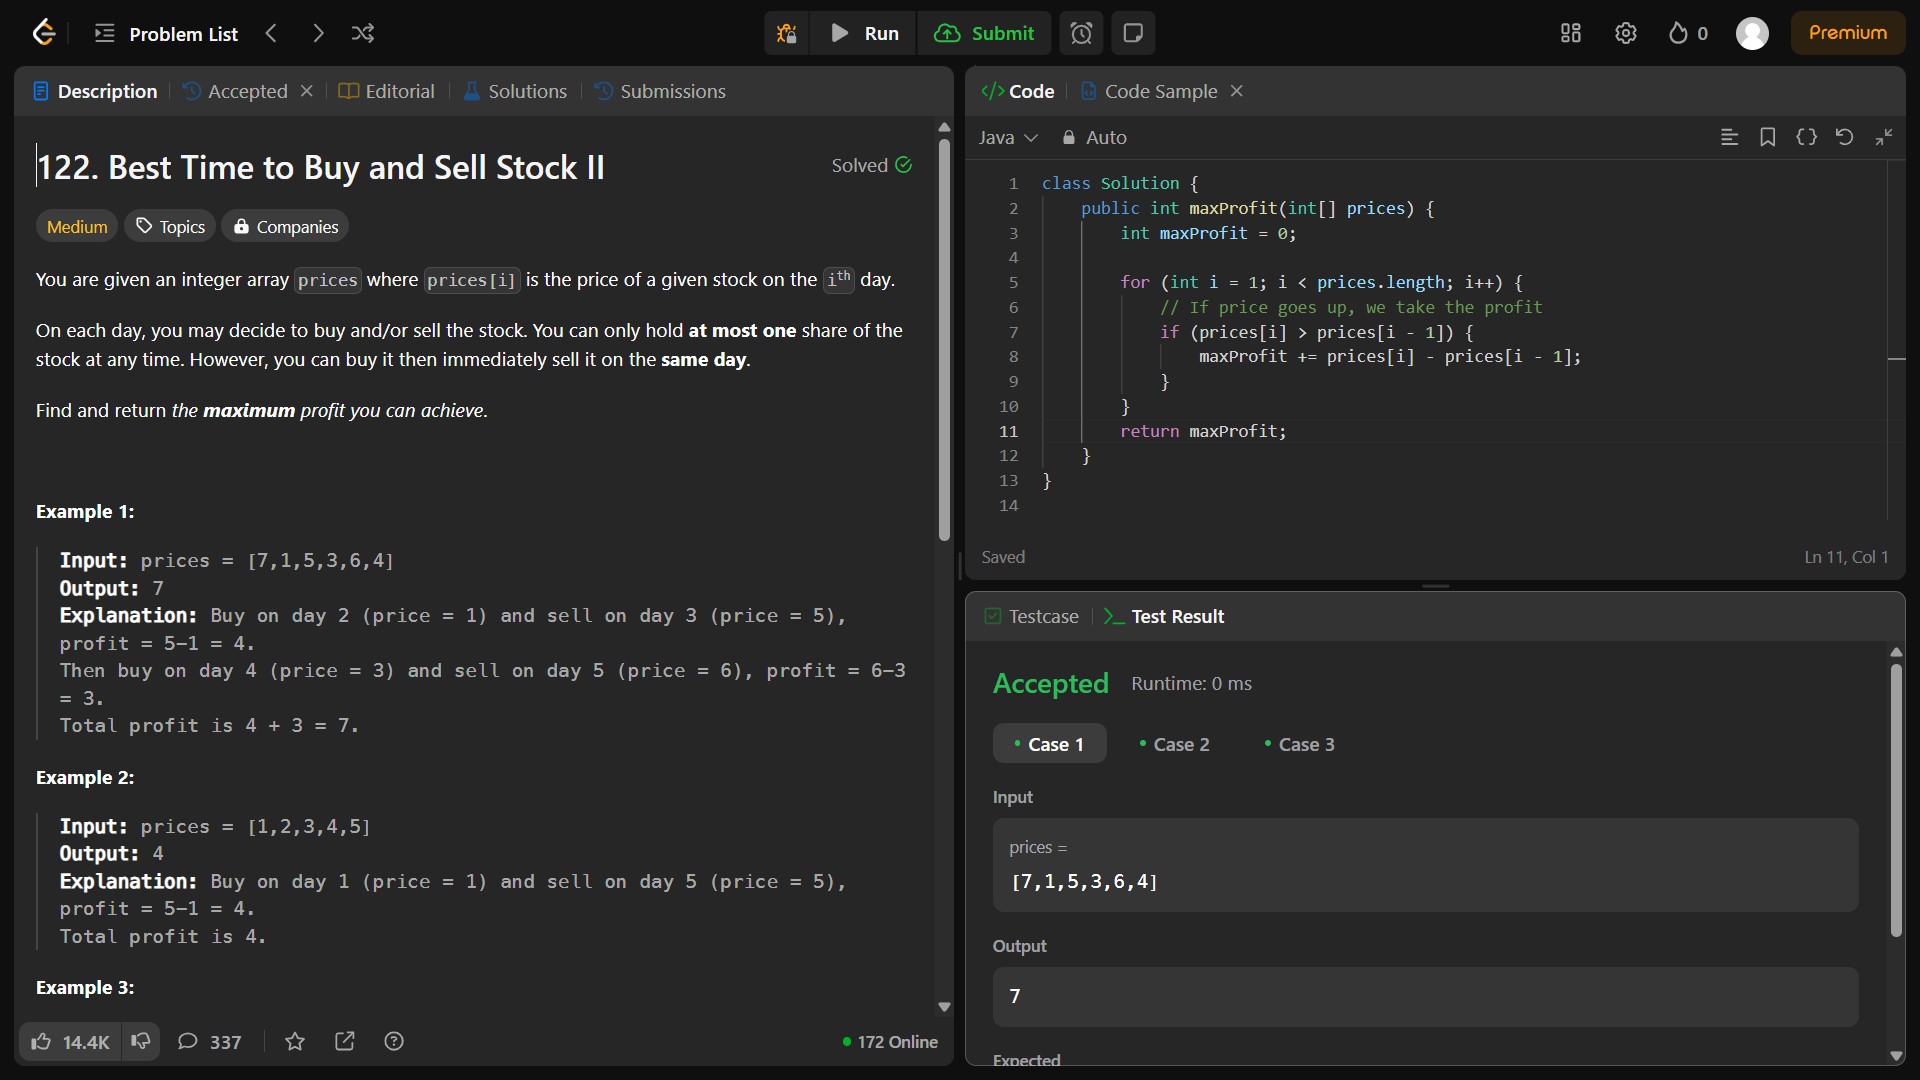 Problem List
Run
Submit
0
Premium
Description
Accepted
Editorial
Solutions
Submissions
122. Best Time to Buy and Sell Stock II
Solved
Medium
Topics
Companies
You are given an integer array prices where prices[i] is the price of a given stock on the ith day.
On each day, you may decide to buy and/or sell the stock. You can only hold at most one share of the
stock at any time. However, you can buy it then immediately sell it on the same day.
Find and return the maximum profit you can achieve.
Example 1:
Input: prices = [7,1,5,3,6,4]
Output: 7
Explanation: Buy on day 2 (price = 1) and sell on day 3 (price = 5),
profit = 5-1 = 4.
Then buy on day 4 (price = 3) and sell on day 5 (price = 6), profit = 6-3
= 3.
Total profit is 4 + 3 = 7.
Example 2:
Input: prices = [1,2,3,4,5]
Output: 4
Explanation: Buy on day 1 (price = 1) and sell on day 5 (price = 5),
profit = 5-1 = 4.
Total profit is 4.
Example 3:
14.4K
337
172 Online
</> Code
Code Sample
Java
Auto
1 class Solution {
2 public int maxProfit(int[] prices) {
3 int maxProfit = 0;
4
5 for (int i = 1; i < prices.length; i++) {
6 // If price goes up, we take the profit
7 if (prices[i] > prices[i - 1]) {
8 maxProfit += prices[i] - prices[i - 1];
9 }
10 }
11 return maxProfit;
12 }
13 }
14
Saved
Ln 11, Col 1
Testcase
Test Result
Accepted
Runtime: 0 ms
Case 1
Case 2
Case 3
Input
prices =
[7,1,5,3,6,4]
Output
7
Expected